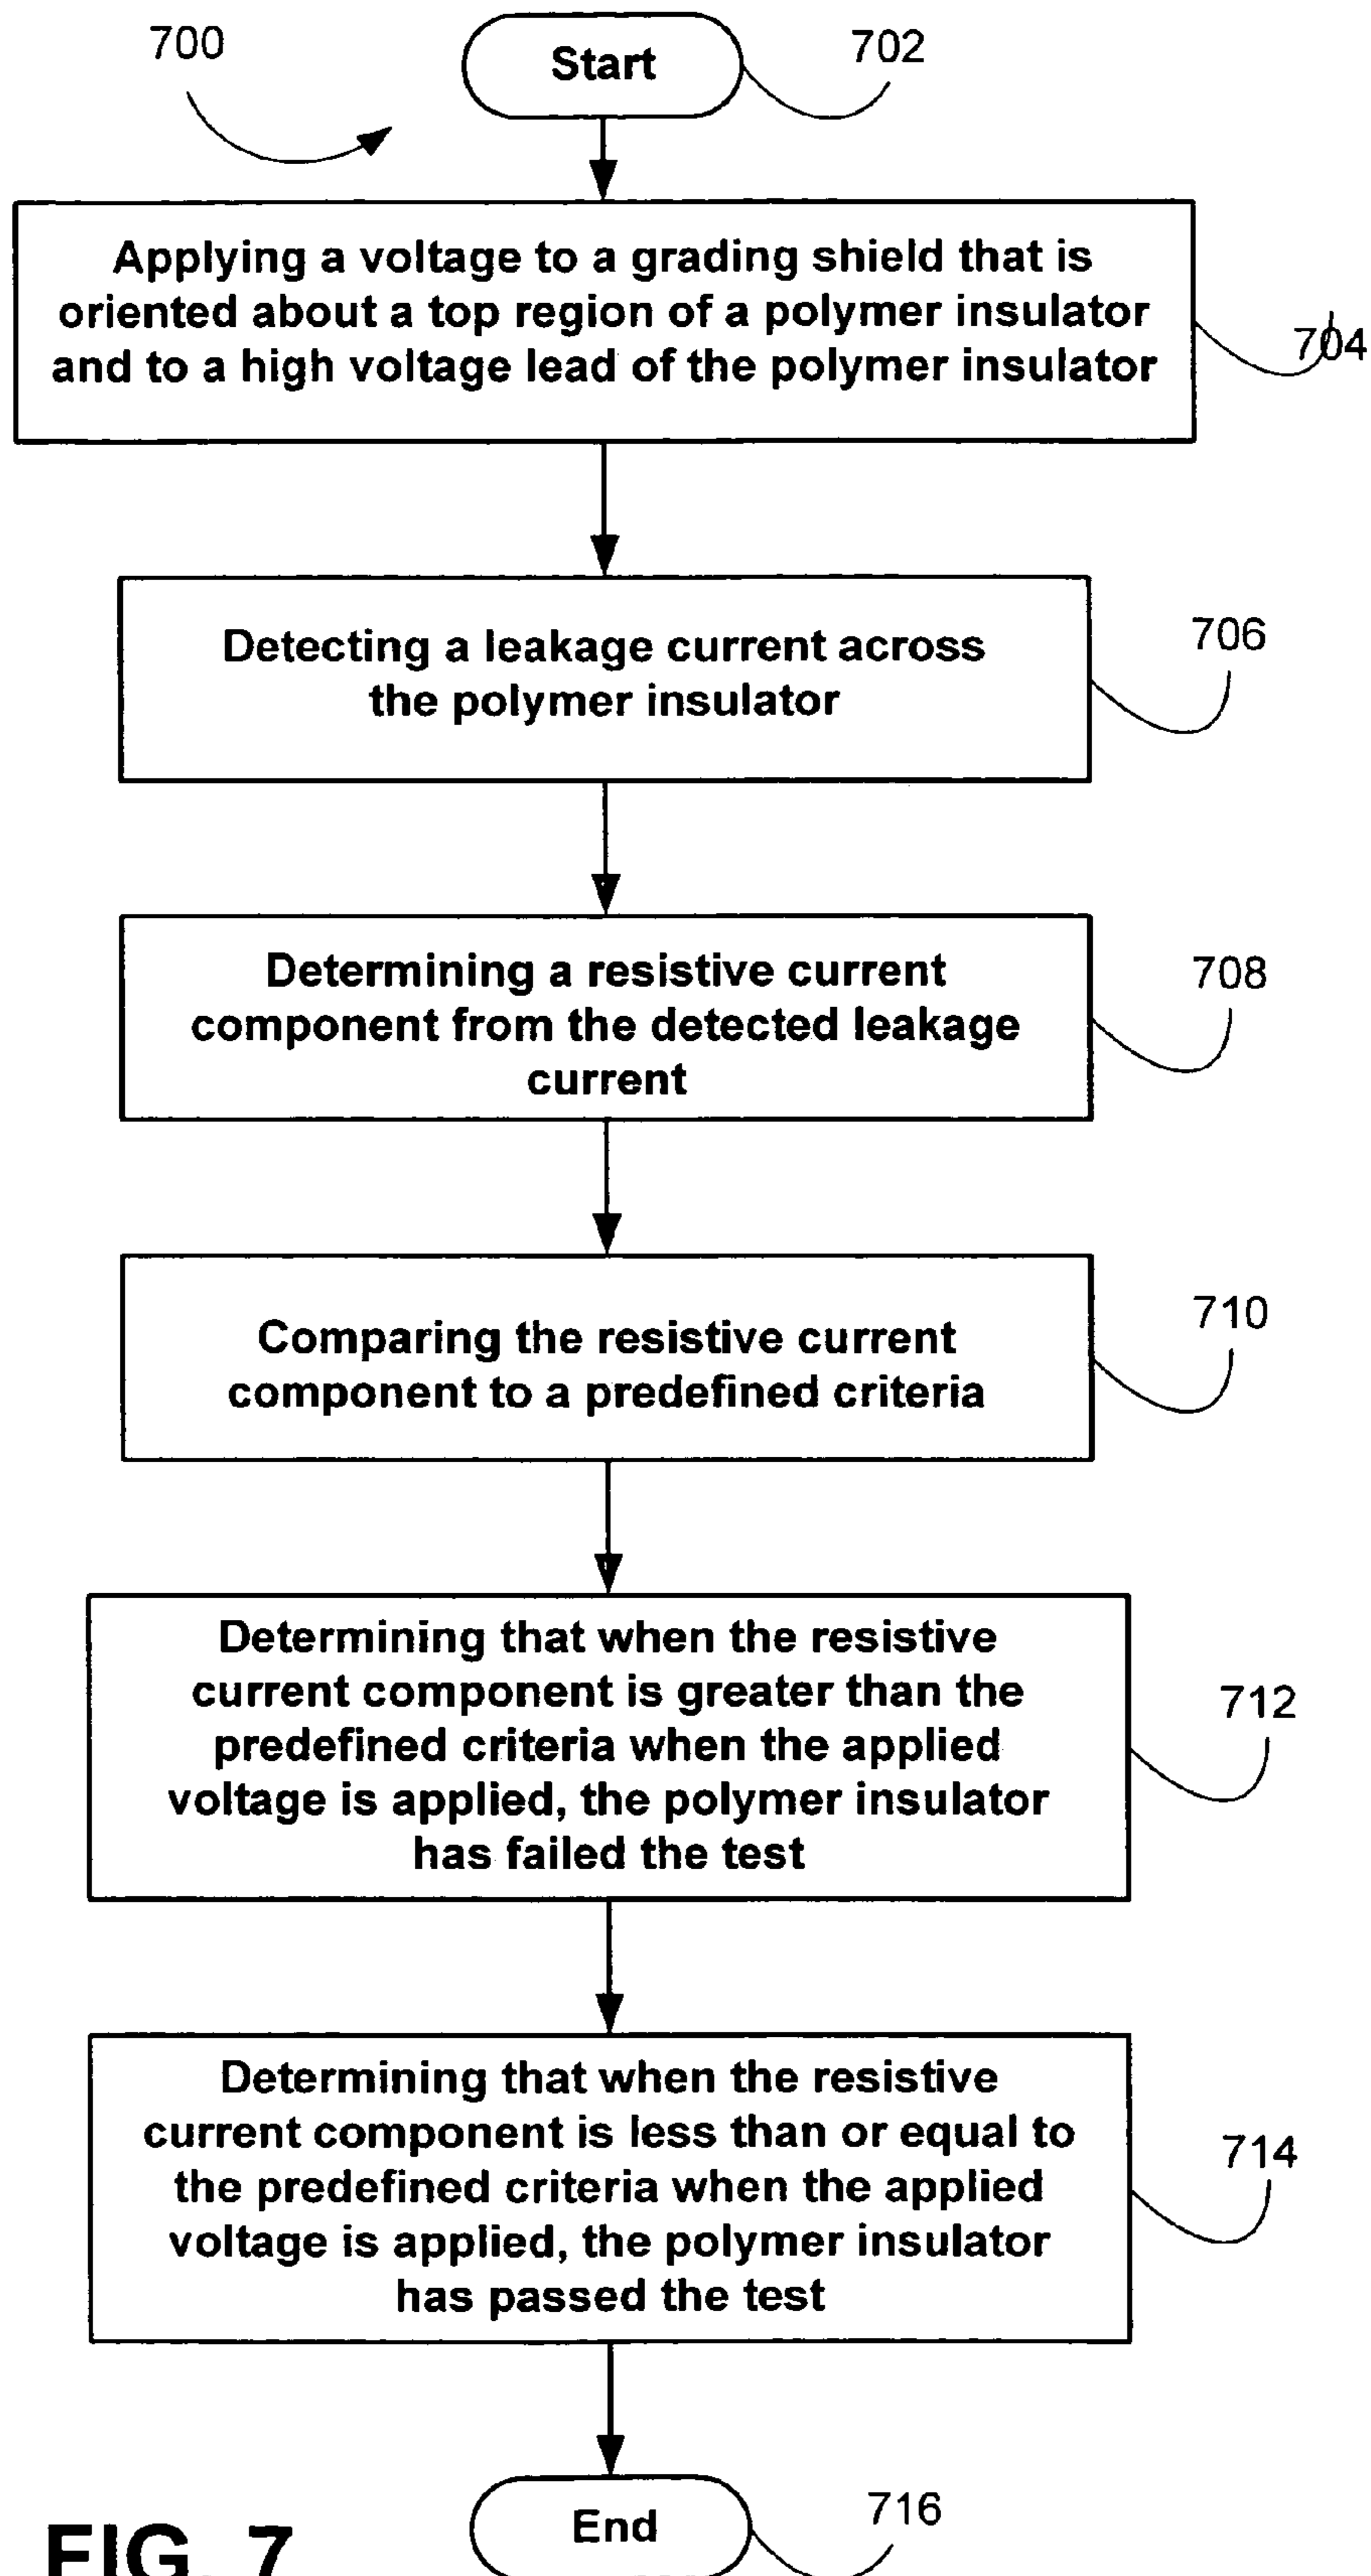 700
Start
702
Applying a voltage to a grading shield that is
oriented about a top region of a polymer insulator
and to a high voltage lead of the polymer insulator
704
Detecting a leakage current across
the polymer insulator
706
Determining a resistive current
component from the detected leakage
current
708
Comparing the resistive current
component to a predefined criteria
710
Determining that when the resistive
current component is greater than the
predefined criteria when the applied
voltage is applied, the polymer insulator
has failed the test
712
Determining that when the resistive
current component is less than or equal to
the predefined criteria when the applied
voltage is applied, the polymer insulator
has passed the test
714
End
716
FIG. 7